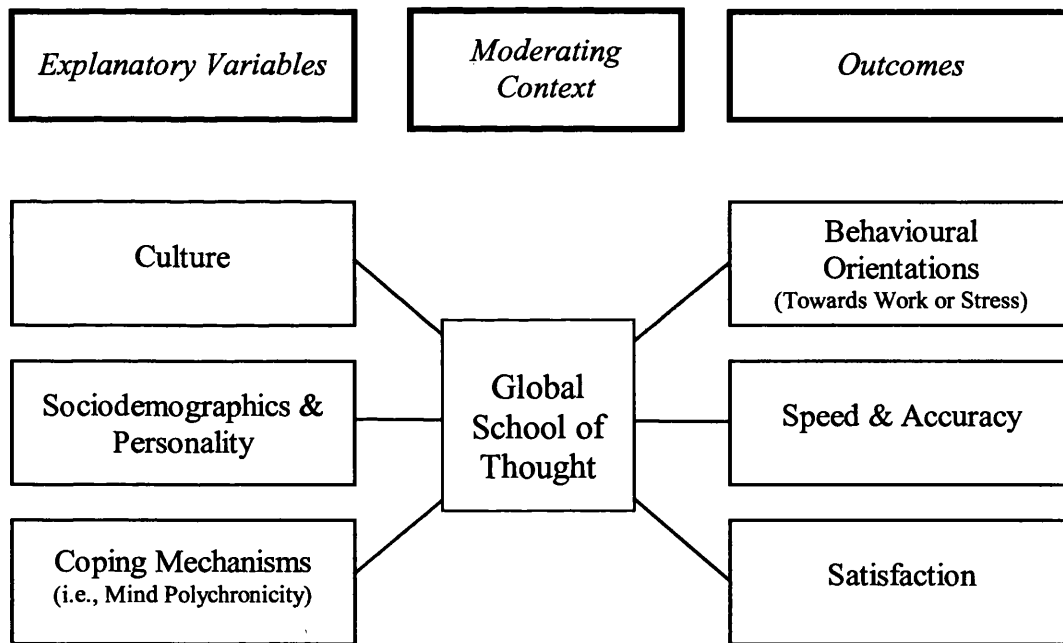 Explanatory Variables
Moderating
Context
Outcomes
Culture
Sociodemographics &
Personality
Coping Mechanisms
(i.e., Mind Polychronicity)
Global
School of
Thought
Behavioural
Orientations
(Towards Work or Stress)
Speed & Accuracy
Satisfaction